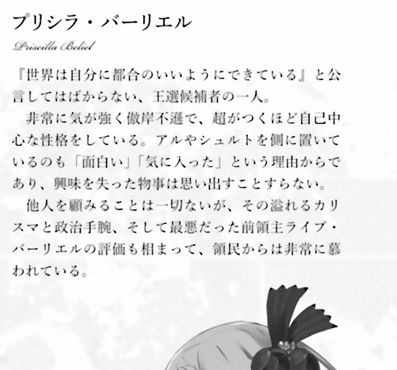 プリシラ・バーリエル
Priscilla Beliel
『世界は自分に都合のいいようにできている』と公
言してはばからない、王選候補者の一人。
非常に気が強く傲岸不遜で、超がつくほど自己中
心な性格をしている。アルやシュルトを側に置いて
いるのも「面白い」「気に入った」という理由からで
あり、興味を失った物事は思い出すことすらない。
他人を顧みることは一切ないが、その溢れるカリ
スマと政治手腕、そして最悪だった前領主ライプ・
バーリエルの評価も相まって、領民からは非常に慕
われている。